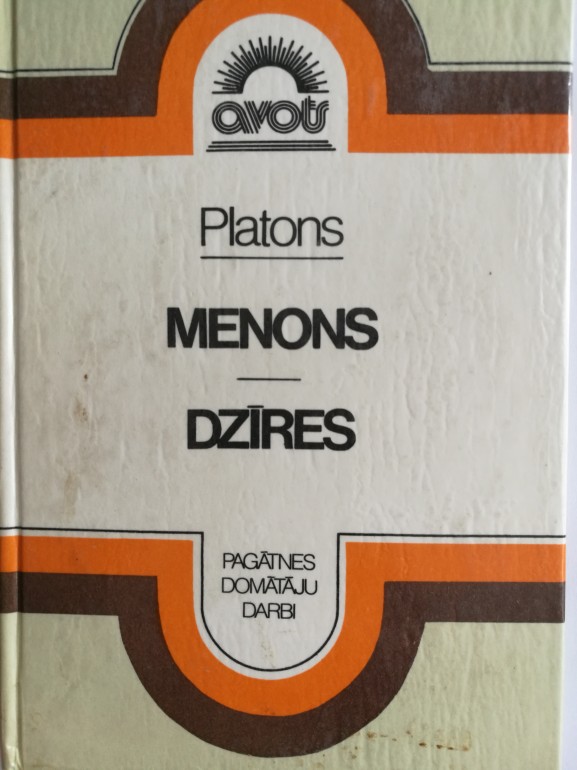 avots
Platons
MENONS
DZĪRES
PAGĀTNES
DOMĀTĀJU
DARBI